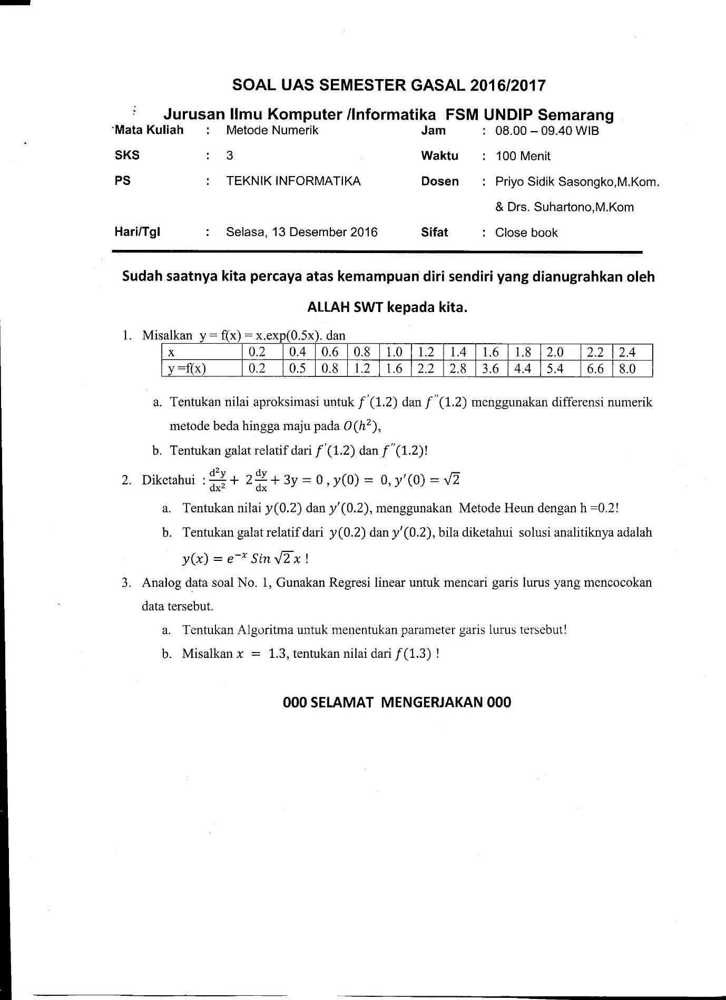 SOAL UAS SEMESTER GASAL 2016/2017
Jurusan Ilmu Komputer /Informatika FSM UNDIP Semarang
Mata Kuliah : Metode Numerik Jam : 08.00 – 09.40 WIB
SKS : 3 Waktu : 100 Menit
PS : TEKNIK INFORMATIKA Dosen : Priyo Sidik Sasongko,M.Kom.
& Drs. Suhartono,M.Kom
Hari/Tgl : Selasa, 13 Desember 2016 Sifat : Close book
Sudah saatnya kita percaya atas kemampuan diri sendiri yang dianugrahkan oleh
ALLAH SWT kepada kita.
1. Misalkan y = f(x) = x.exp(0.5x). dan
x 0.2 0.4 0.6 0.8 1.0 1.2 1.4 1.6 1.8 2.0 2.2 2.4
y =f(x) 0.2 0.5 0.8 1.2 1.6 2.2 2.8 3.6 4.4 5.4 6.6 8.0
a. Tentukan nilai aproksimasi untuk f'(1.2) dan f''(1.2) menggunakan differensi numerik
metode beda hingga maju pada O(h²),
b. Tentukan galat relatif dari f'(1.2) dan f''(1.2)!
2. Diketahui : d²y/dx² + 2 dy/dx + 3y = 0 , y(0) = 0, y'(0) = √2
a. Tentukan nilai y(0.2) dan y'(0.2), menggunakan Metode Heun dengan h =0.2!
b. Tentukan galat relatif dari y(0.2) dan y'(0.2), bila diketahui solusi analitiknya adalah
y(x) = e⁻ˣ Sin √2 x !
3. Analog data soal No. 1, Gunakan Regresi linear untuk mencari garis lurus yang mencocokan
data tersebut.
a. Tentukan Algoritma untuk menentukan parameter garis lurus tersebut!
b. Misalkan x = 1.3, tentukan nilai dari f(1.3) !
000 SELAMAT MENGERJAKAN 000